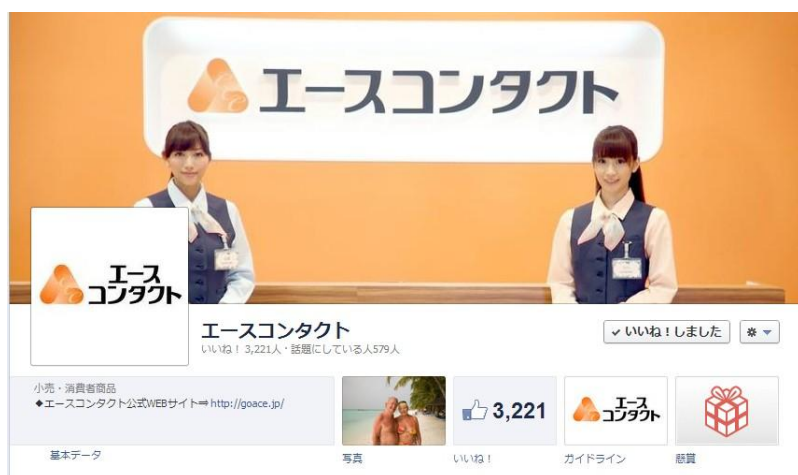 エースコンタクト
エース
コンタクト
エースコンタクト
いいね！ 3,221人・話題にしている人579人
いいね！しました
小売・消費者商品
◆エースコンタクト公式WEBサイト⇒http://goace.jp/
基本データ
写真
3,221
いいね！
エース
コンタクト
ガイドライン
懸賞